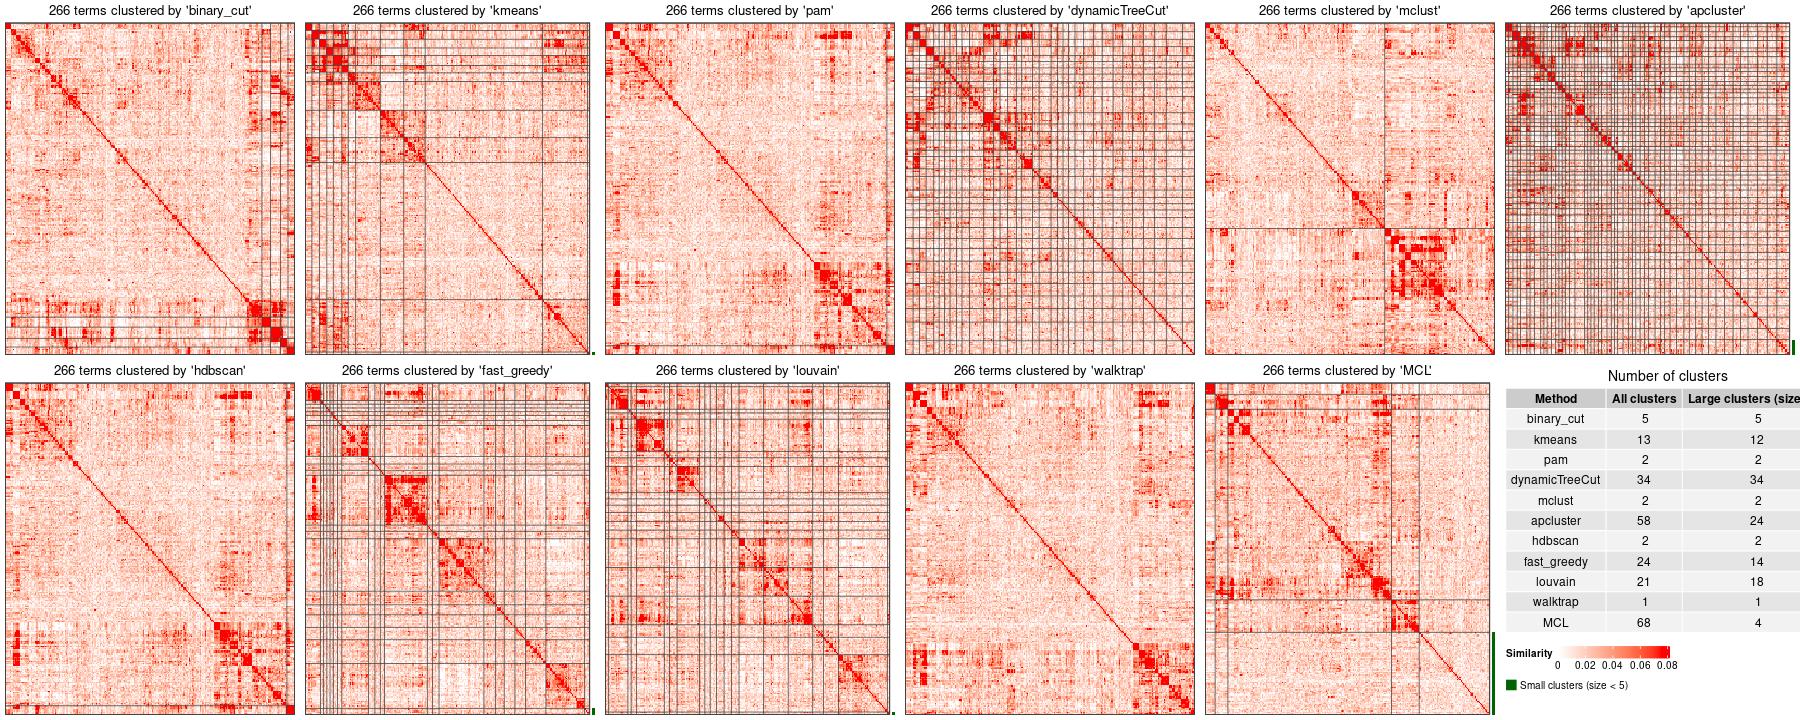 266 terms clustered by 'binary_cut'
266 terms clustered by 'kmeans'
266 terms clustered by 'pam'
266 terms clustered by 'dynamicTreeCut'
266 terms clustered by 'mclust'
266 terms clustered by 'apcluster'
266 terms clustered by 'hdbscan'
266 terms clustered by 'fast_greedy'
266 terms clustered by 'louvain'
266 terms clustered by 'walktrap'
266 terms clustered by 'MCL'
Number of clusters
Method All clusters Large clusters (size
binary_cut 5 5
kmeans 13 12
pam 2 2
dynamicTreeCut 34 34
mclust 2 2
apcluster 58 24
hdbscan 2 2
fast_greedy 24 14
louvain 21 18
walktrap 1 1
MCL 68 4
Similarity
0 0.02 0.04 0.06 0.08
Small clusters (size < 5)